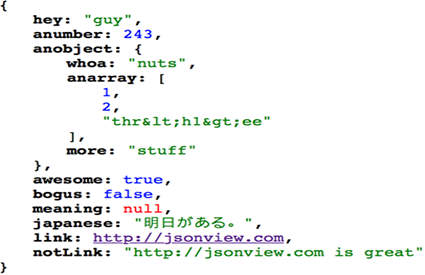 {
hey: "guy",
anumber: 243,
anobject: {
whoa: "nuts",
anarray: [
1,
2,
"thr&lt;h1&gt;ee"
],
more: "stuff"
},
awesome: true,
bogus: false,
meaning: null,
japanese: "明日がある。",
link: http://jsonview.com,
notLink: "http://jsonview.com is great"
}